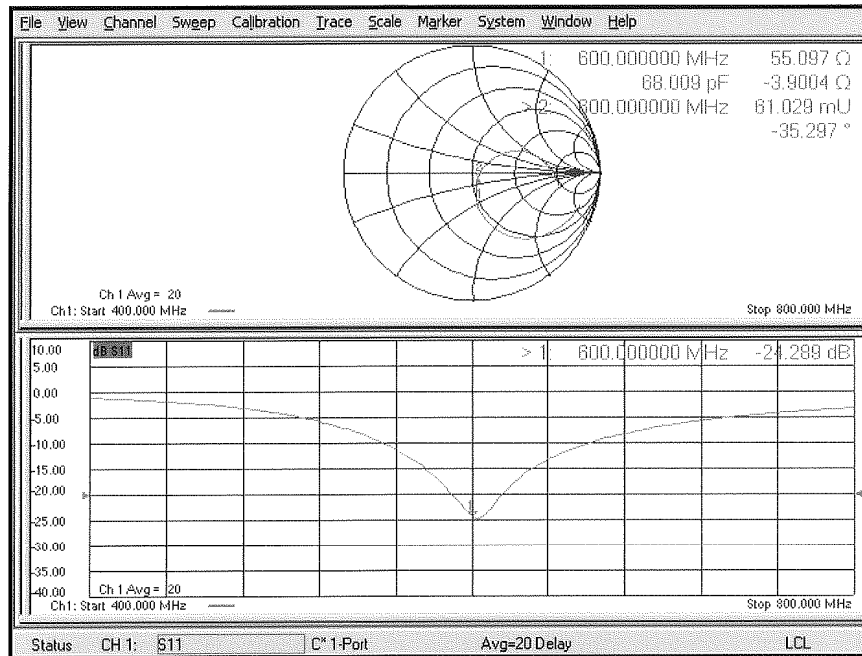 File View Channel Sweep Calibration Trace Scale Marker System Window Help
1: 600.000000 MHz 55.097 Ω
68.009 pF -3.9004 Ω
> 2: 600.000000 MHz 61.029 mU
-35.297 °
Ch 1 Avg = 20
Ch1: Start 400.000 MHz
Stop 800.000 MHz
10.00
dB S11
> 1: 600.000000 MHz -24.289 dB
5.00
0.00
-5.00
-10.00
-15.00
-20.00
1
-25.00
-30.00
-35.00
-40.00
Ch 1 Avg = 20
Ch1: Start 400.000 MHz
Stop 800.000 MHz
Status CH 1: S11 C* 1-Port Avg=20 Delay LCL